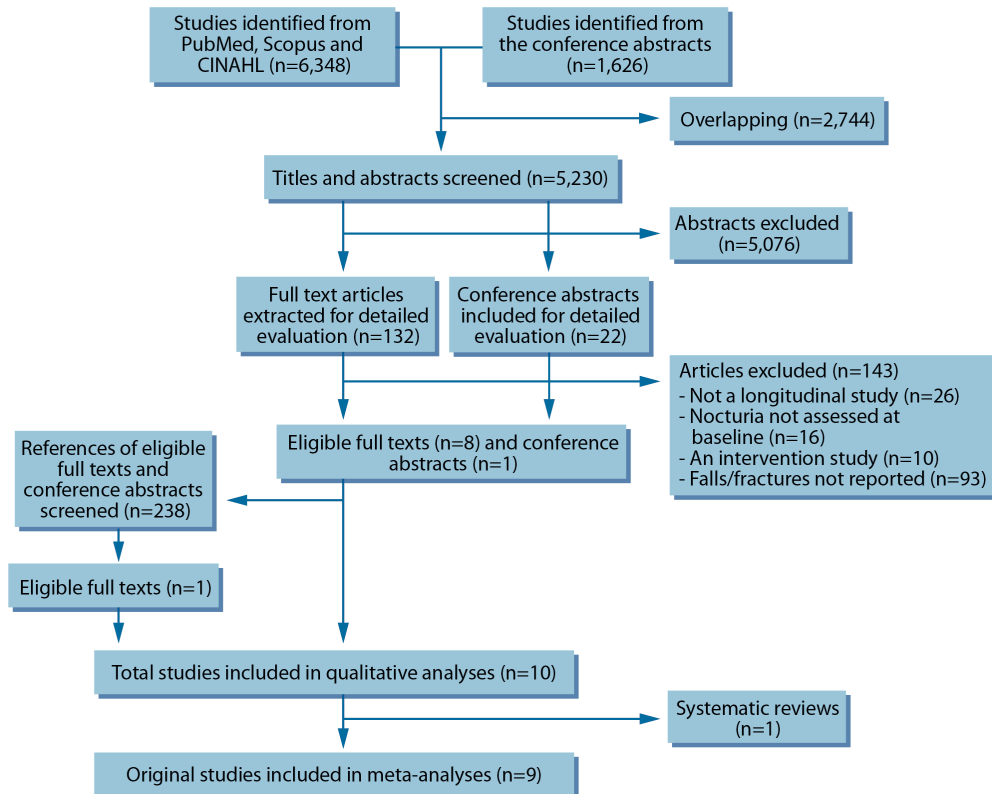 Studies identified from
PubMed, Scopus and
CINAHL (n=6,348)
Studies identified from
the conference abstracts
(n=1,626)
Overlapping (n=2,744)
Titles and abstracts screened (n=5,230)
Abstracts excluded
(n=5,076)
Full text articles
extracted for detailed
evaluation (n=132)
Conference abstracts
included for detailed
evaluation (n=22)
Articles excluded (n=143)
- Not a longitudinal study (n=26)
- Nocturia not assessed at
baseline (n=16)
- An intervention study (n=10)
- Falls/fractures not reported (n=93)
Eligible full texts (n=8) and conference
abstracts (n=1)
References of eligible
full texts and
conference abstracts
screened (n=238)
Eligible full texts (n=1)
Total studies included in qualitative analyses (n=10)
Systematic reviews
(n=1)
Original studies included in meta-analyses (n=9)